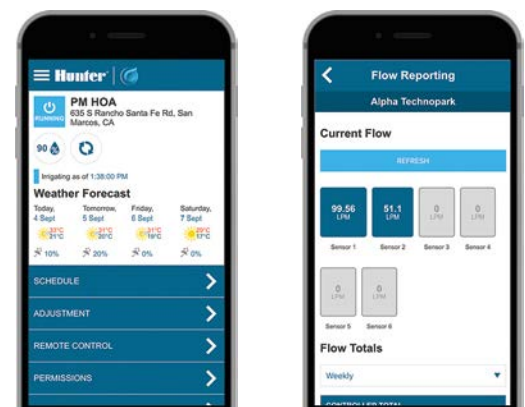 Hunter
PM HOA
635 S Rancho Santa Fe Rd, San
Marcos, CA
RUNNING
90
Irrigating as of 1:38:00 PM
Weather Forecast
Today, Tomorrow, Friday, Saturday,
4 Sept 5 Sept 6 Sept 7 Sept
10% 20% 0% 0%
SCHEDULE
ADJUSTMENT
REMOTE CONTROL
PERMISSIONS
Flow Reporting
Alpha Technopark
Current Flow
REFRESH
99.56 51.1 0 0
LPM LPM LPM LPM
Sensor 1 Sensor 2 Sensor 3 Sensor 4
0 0
LPM LPM
Sensor 5 Sensor 6
Flow Totals
Weekly
CONTROLLER TOTAL